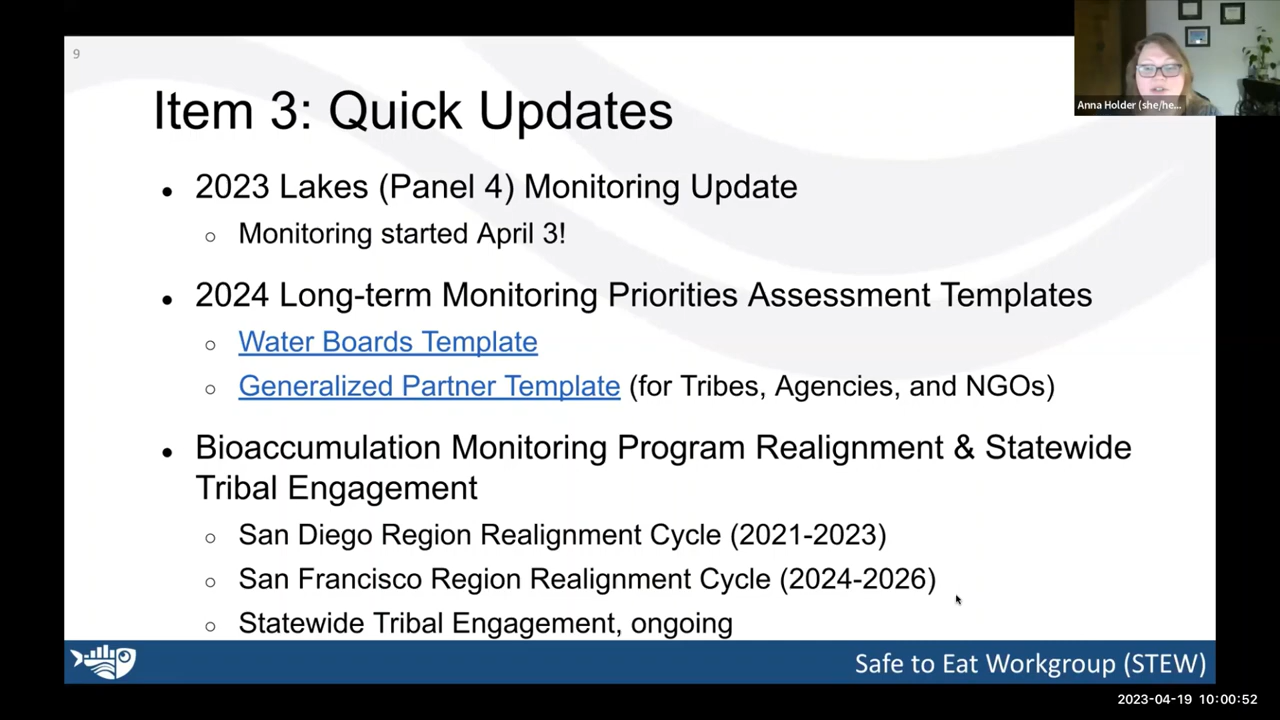 9
Item 3: Quick Updates
Anna Holder (she/he...
2023 Lakes (Panel 4) Monitoring Update
Monitoring started April 3!
2024 Long-term Monitoring Priorities Assessment Templates
Water Boards Template
Generalized Partner Template (for Tribes, Agencies, and NGOs)
Bioaccumulation Monitoring Program Realignment & Statewide
Tribal Engagement
San Diego Region Realignment Cycle (2021-2023)
San Francisco Region Realignment Cycle (2024-2026)
Statewide Tribal Engagement, ongoing
Safe to Eat Workgroup (STEW)
2023-04-19 10:00:52